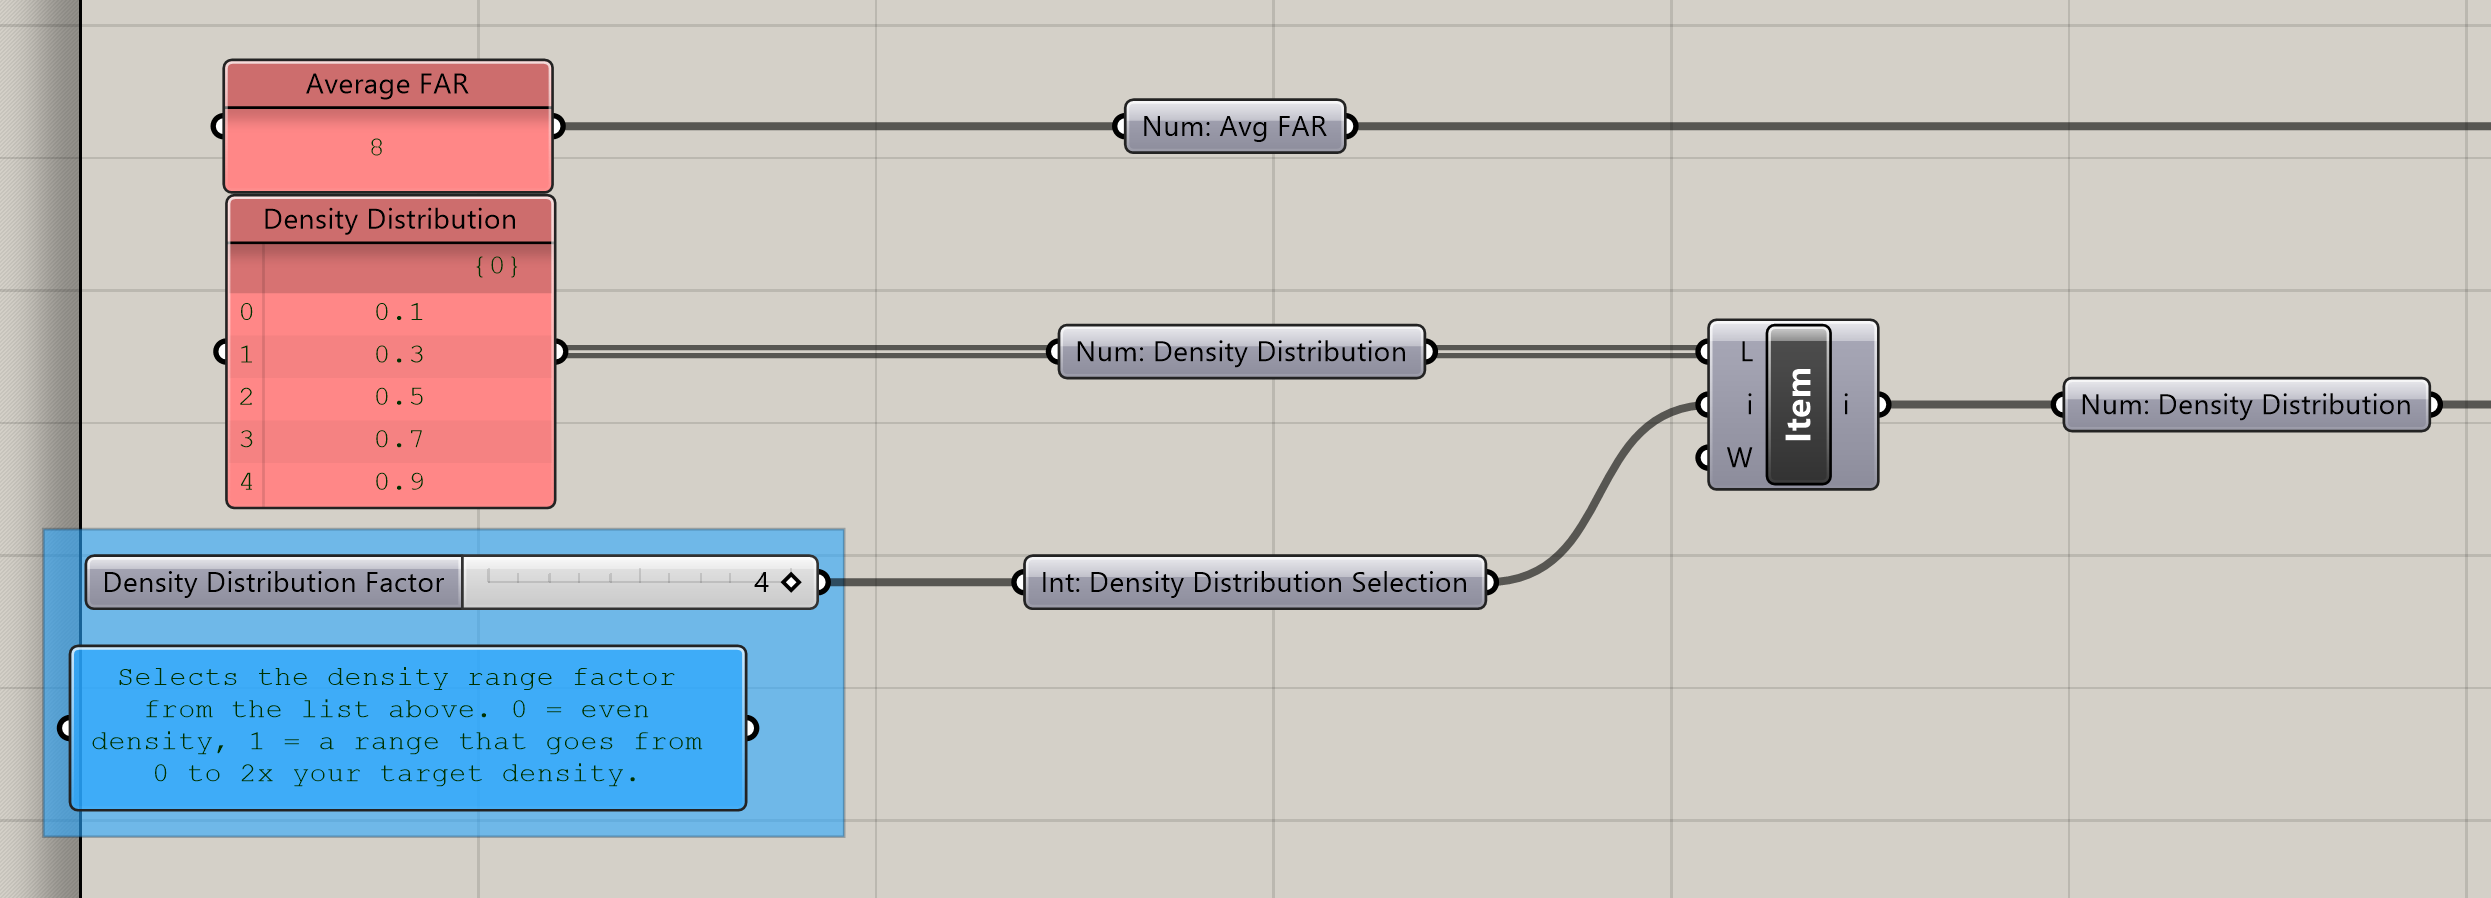 Average FAR
8
Num: Avg FAR
Density Distribution
{0}
0 0.1
1 0.3
2 0.5
3 0.7
4 0.9
Num: Density Distribution
L
i
W
Item
i
Num: Density Distribution
Density Distribution Factor
4
Int: Density Distribution Selection
Selects the density range factor
from the list above. 0 = even
density, 1 = a range that goes from
0 to 2x your target density.